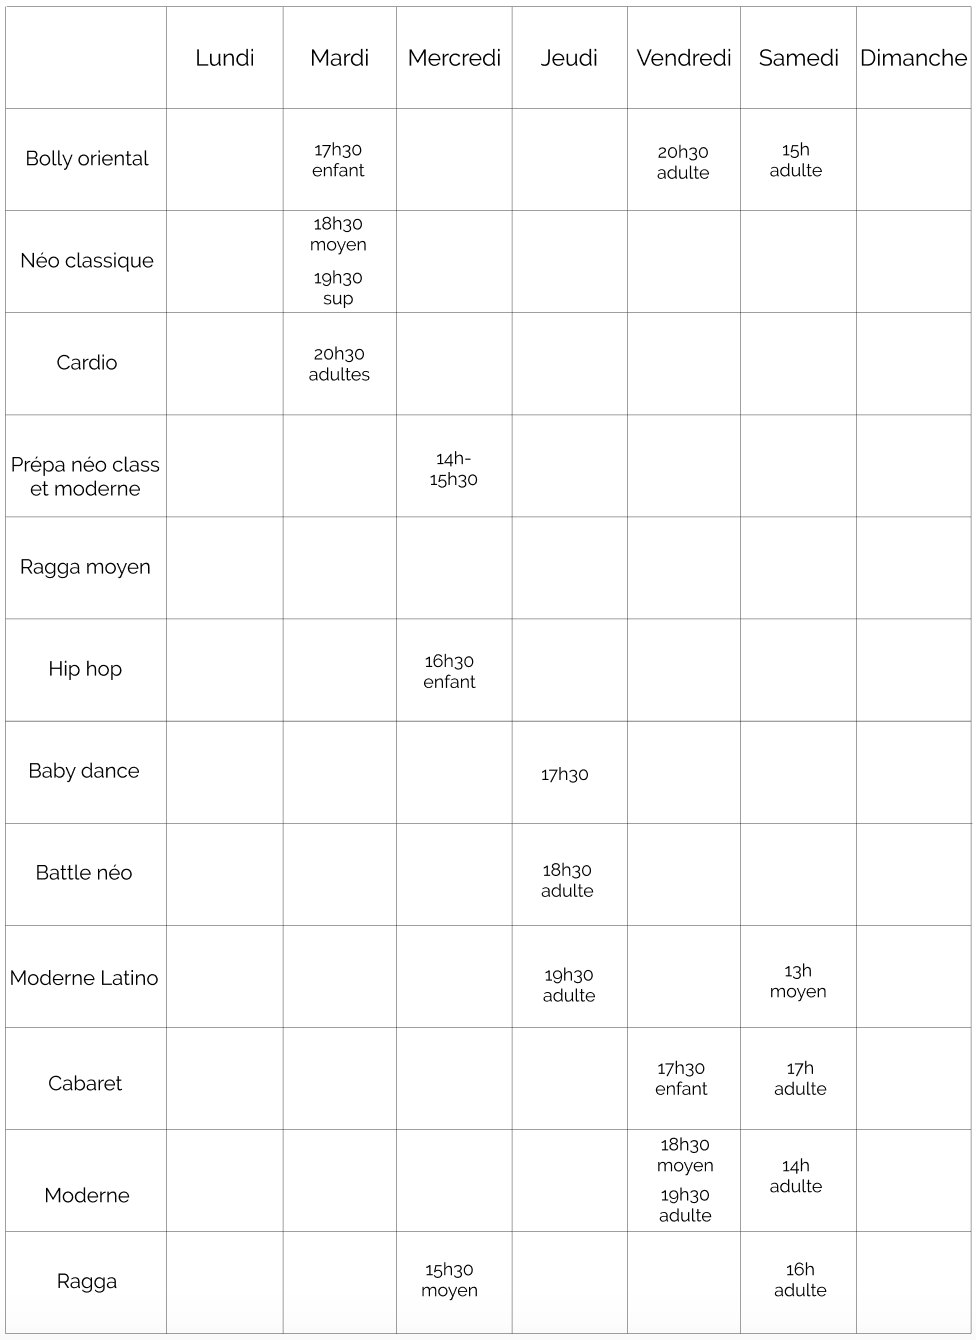 Lundi Mardi Mercredi Jeudi Vendredi Samedi Dimanche
Bolly oriental
17h30
enfant
20h30
adulte
15h
adulte
Néo classique
18h30
moyen
19h30
sup
Cardio
20h30
adultes
Prépa néo class
et moderne
14h-
15h30
Ragga moyen
Hip hop
16h30
enfant
Baby dance
17h30
Battle néo
18h30
adulte
Moderne Latino
19h30
adulte
13h
moyen
Cabaret
17h30
enfant
17h
adulte
Moderne
18h30
moyen
19h30
adulte
14h
adulte
Ragga
15h30
moyen
16h
adulte